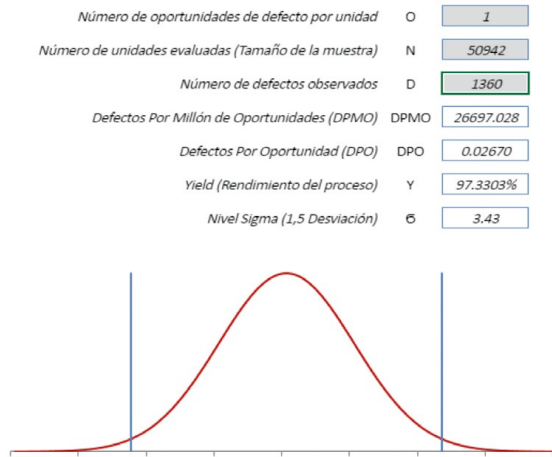 Número de oportunidades de defecto por unidad O 1
Número de unidades evaluadas (Tamaño de la muestra) N 50942
Número de defectos observados D 1360
Defectos Por Millón de Oportunidades (DPMO) DPMO 26697.028
Defectos Por Oportunidad (DPO) DPO 0.02670
Yield (Rendimiento del proceso) Y 97.3303%
Nivel Sigma (1,5 Desviación) Ϭ 3.43